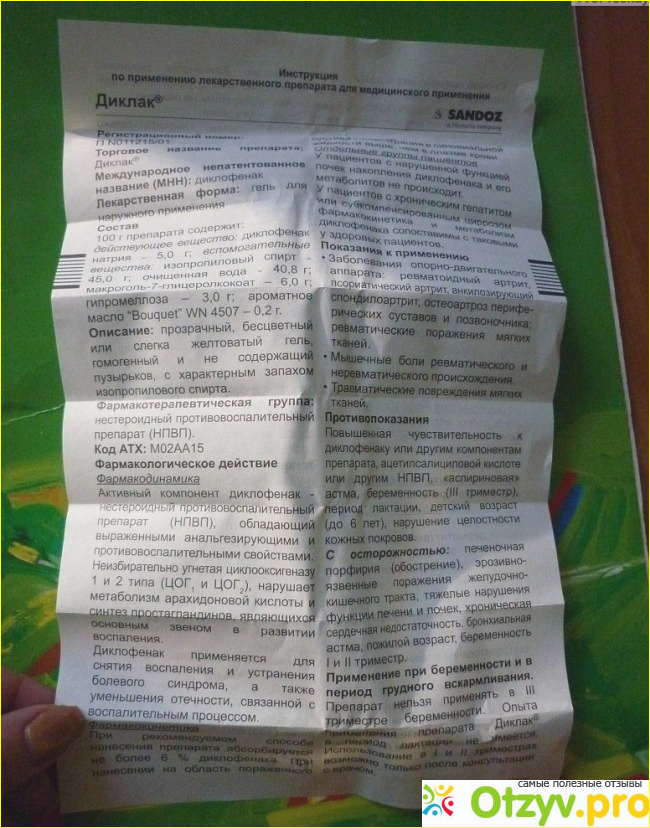 Инструкция
по применению лекарственного препарата для медицинского применения
Диклак®
SANDOZ
a Novartis company
Регистрационный номер:
П N011215/01
Торговое название препарата:
Диклак®
Международное непатентованное
название (МНН): диклофенак
Лекарственная форма: гель для
наружного применения
Состав
100 г препарата содержит:
действующее вещество: диклофенак
натрия - 5,0 г; вспомогательные
вещества: изопропиловый спирт -
45,0 г; очищенная вода - 40,8 г;
макроголь-7-глицеролкокоат – 6,0 г;
гипромеллоза – 3,0 г; ароматное
масло "Bouquet" WN 4507 – 0,2 г.
Описание: прозрачный, бесцветный
или слегка желтоватый гель,
гомогенный и не содержащий
пузырьков, с характерным запахом
изопропилового спирта.
Фармакотерапевтическая группа:
нестероидный противовоспалительный
препарат (НПВП).
Код АТХ: М02АА15
Фармакологическое действие
Фармакодинамика
Активный компонент диклофенак -
нестероидный противовоспалительный
препарат (НПВП), обладающий
выраженными анальгезирующими и
противовоспалительными свойствами.
Неизбирательно угнетая циклооксигеназу
1 и 2 типа (ЦОГ1 и ЦОГ2), нарушает
метаболизм арахидоновой кислоты и
синтез простагландинов, являющихся
основным звеном в развитии
воспаления.
Диклофенак применяется для
снятия воспаления и устранения
болевого синдрома, а также
уменьшения отечности, связанной с
воспалительным процессом.
Фармакокинетика
При рекомендуемом способе
нанесения препарата абсорбируется
не более 6 % диклофенака. При
нанесении на область пораженного
жидкости выше, чем в плазме крови
Отдельные группы пациентов
У пациентов с нарушенной функцией
почек накопления диклофенака и его
метаболитов не происходит.
У пациентов с хроническим гепатитом
или субкомпенсированным циррозом
фармакокинетика и метаболизм
диклофенака сопоставимы с таковыми
у здоровых пациентов.
Показания к применению
• Заболевания опорно-двигательного
аппарата: ревматоидный артрит,
псориатический артрит, анкилозирующий
спондилоартрит, остеоартроз перифе-
рических суставов и позвоночника;
ревматические поражения мягких
тканей.
• Мышечные боли ревматического и
неревматического происхождения.
• Травматические повреждения мягких
тканей.
Противопоказания
Повышенная чувствительность к
диклофенаку или другим компонентам
препарата, ацетилсалициловой кислоте
или другим НПВП, «аспириновая»
астма, беременность (III триместр),
период лактации, детский возраст
(до 6 лет), нарушение целостности
кожных покровов.
С осторожностью: печеночная
порфирия (обострение), эрозивно-
язвенные поражения желудочно-
кишечного тракта, тяжелые нарушения
функции печени и почек, хроническая
сердечная недостаточность, бронхиальная
астма, пожилой возраст, беременность
I и II триместр.
Применение при беременности и в
период грудного вскармливания.
Препарат нельзя применять в III
триместре беременности. Опыта
применения препарата Диклак®
в период лактации не имеется.
Использование в I и II триместрах
возможно только после консультации
с врачом.
самые полезные отзывы
Otzyv.pro